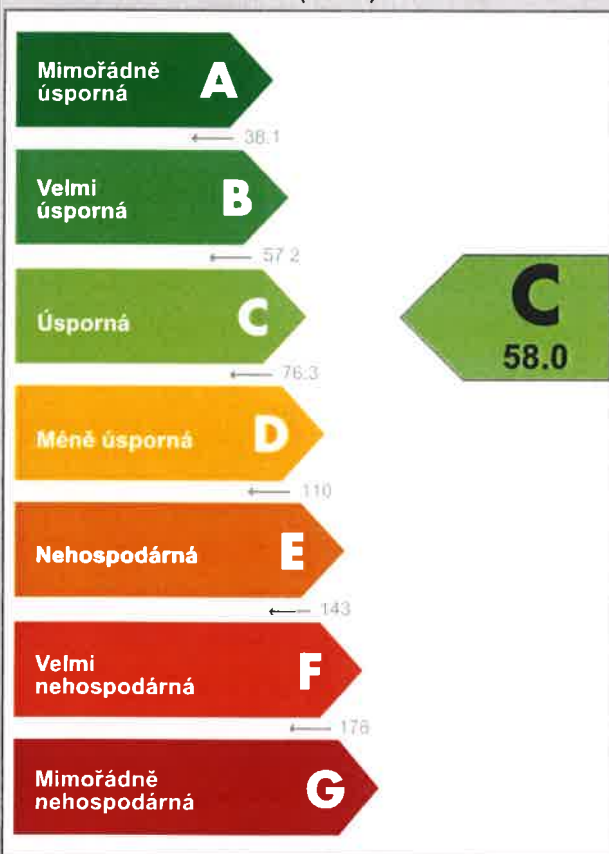 Mimořádně
úsporná
A
38.1
Velmi
úsporná
B
57.2
Úsporná
C
C
58.0
76.3
Méně úsporná
D
110
Nehospodárná
E
143
Velmi
nehospodárná
F
176
Mimořádně
nehospodárná
G